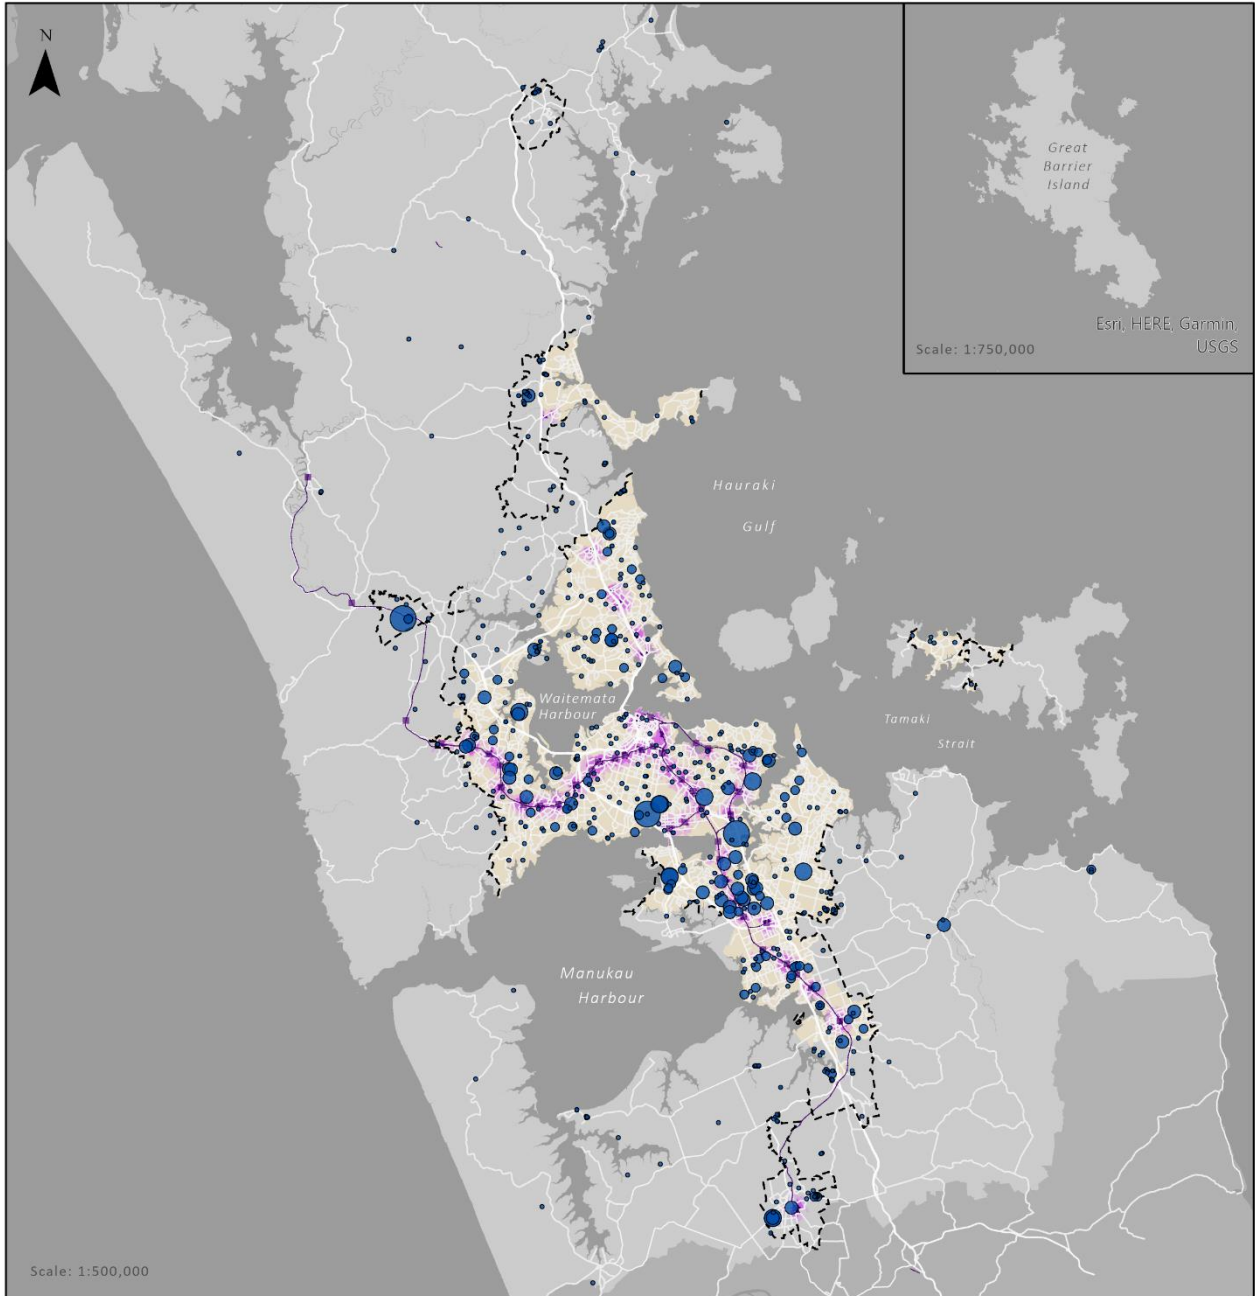 N
Great
Barrier
Island
Esri, HERE, Garmin,
USGS
Scale: 1:750,000
Hauraki
Gulf
Waitemata
Harbour
Tamaki
Strait
Manukau
Harbour
Scale: 1:500,000